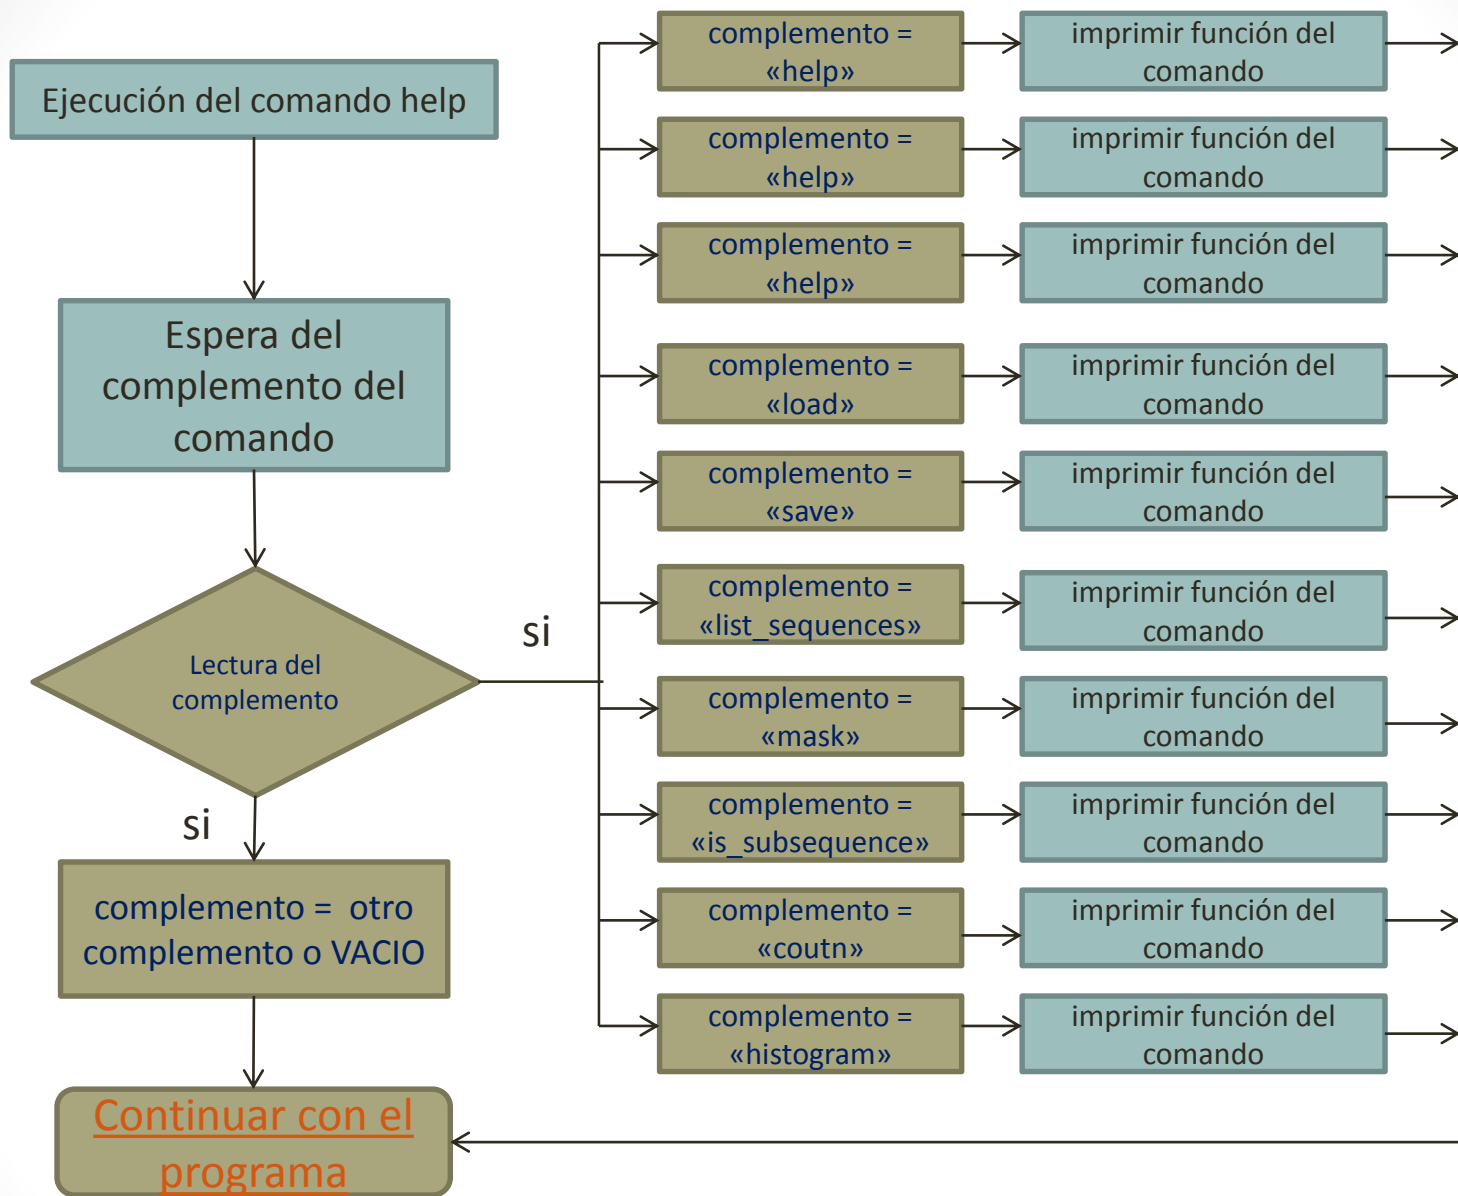 Ejecución del comando help
Espera del
complemento del
comando
Lectura del
complemento
si
si
complemento = otro
complemento o VACIO
Continuar con el
programa
complemento =
«help»
imprimir función del
comando
complemento =
«help»
imprimir función del
comando
complemento =
«help»
imprimir función del
comando
complemento =
«load»
imprimir función del
comando
complemento =
«save»
imprimir función del
comando
complemento =
«list_sequences»
imprimir función del
comando
complemento =
«mask»
imprimir función del
comando
complemento =
«is_subsequence»
imprimir función del
comando
complemento =
«coutn»
imprimir función del
comando
complemento =
«histogram»
imprimir función del
comando